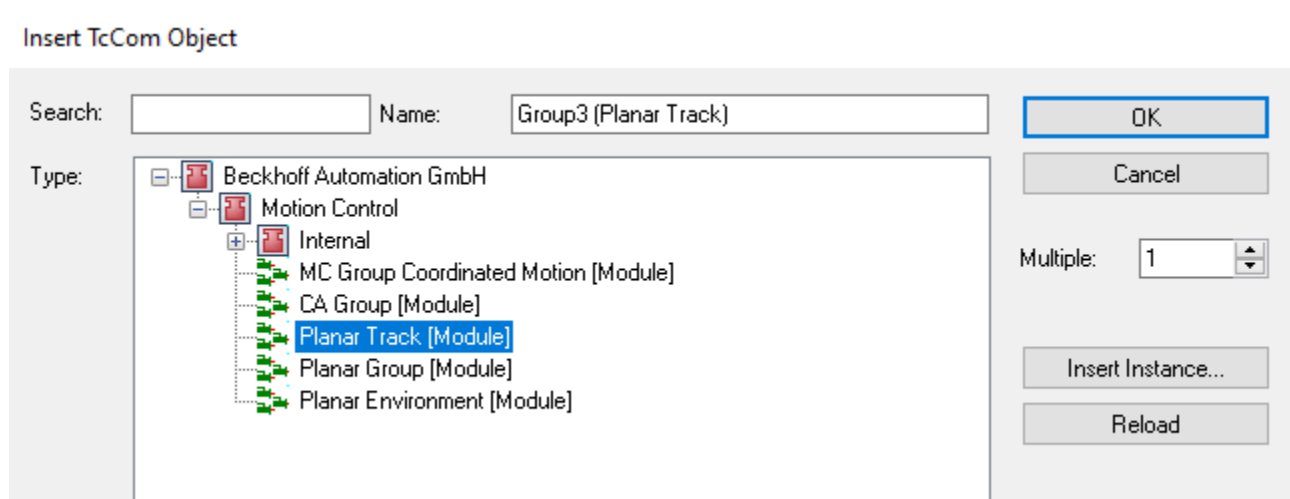 Insert TcCom Object
Search: Name: Group3 (Planar Track) OK
Type: Beckhoff Automation GmbH Cancel
Motion Control
Internal Multiple: 1
MC Group Coordinated Motion [Module]
CA Group [Module]
Planar Track [Module]
Planar Group [Module] Insert Instance...
Planar Environment [Module]
Reload